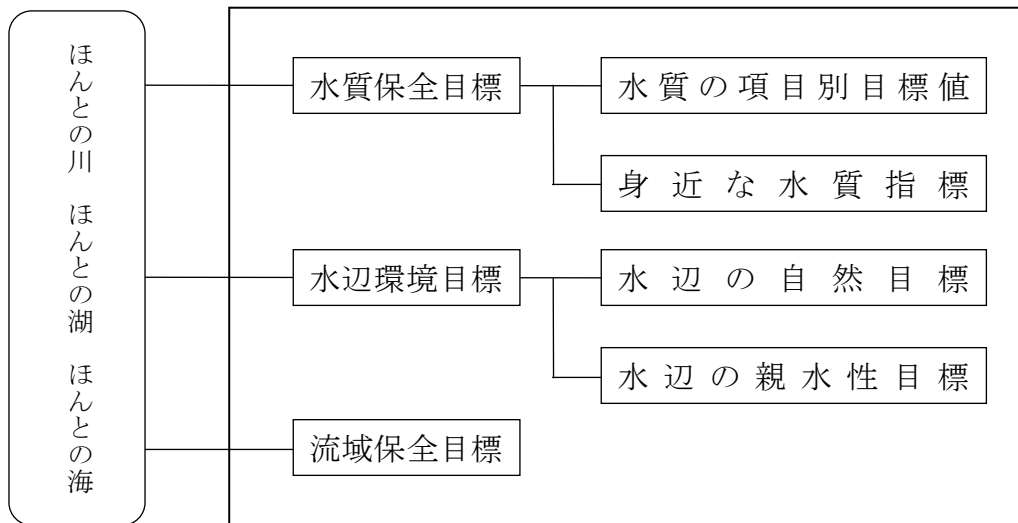 ほんとの川　ほんとの湖　ほんとの海
水質保全目標
水質の項目別目標値
身近な水質指標
水辺環境目標
水辺の自然目標
水辺の親水性目標
流域保全目標